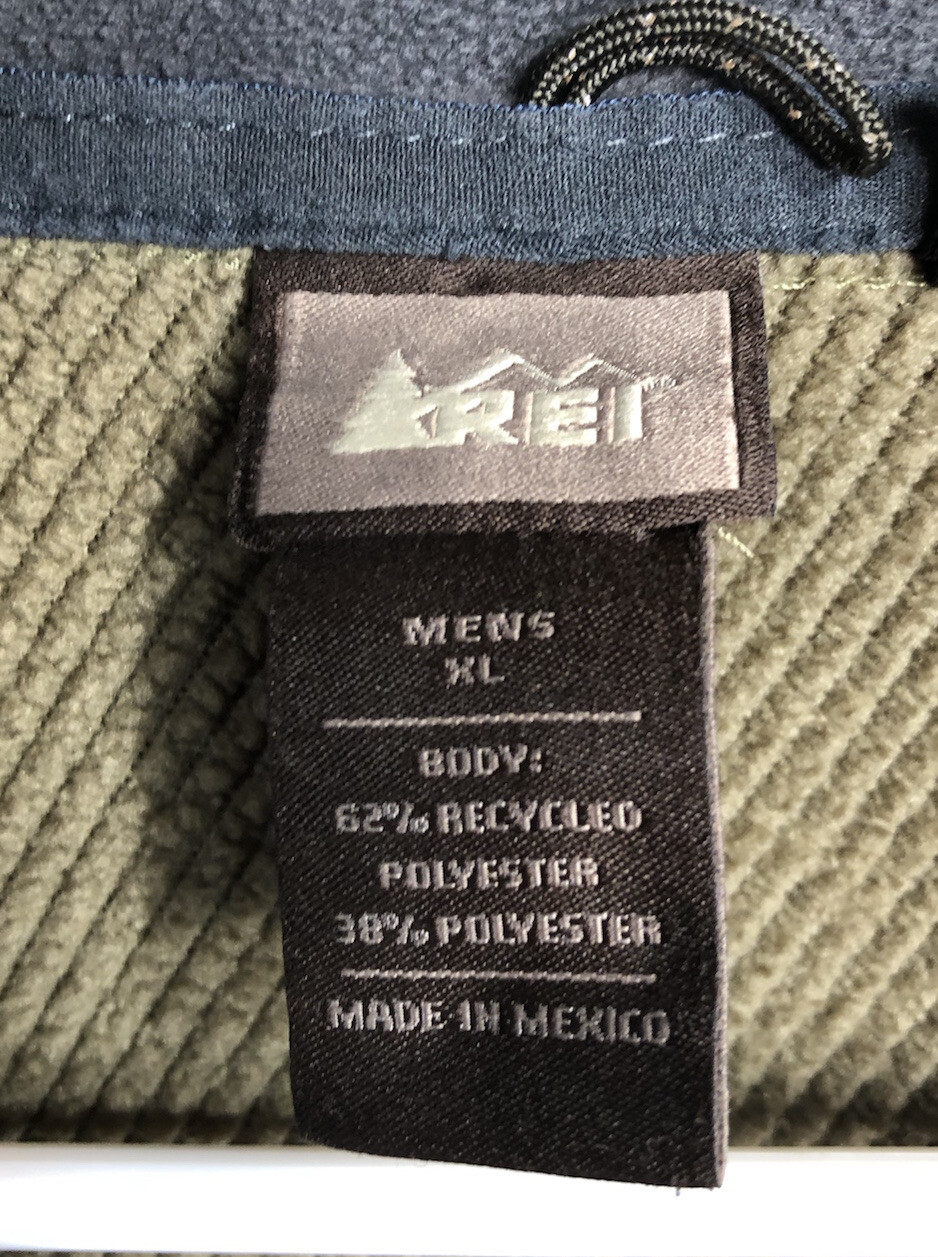 REI
MENS
XL
BODY:
62% RECYCLED
POLYESTER
38% POLYESTER
MADE IN MEXICO